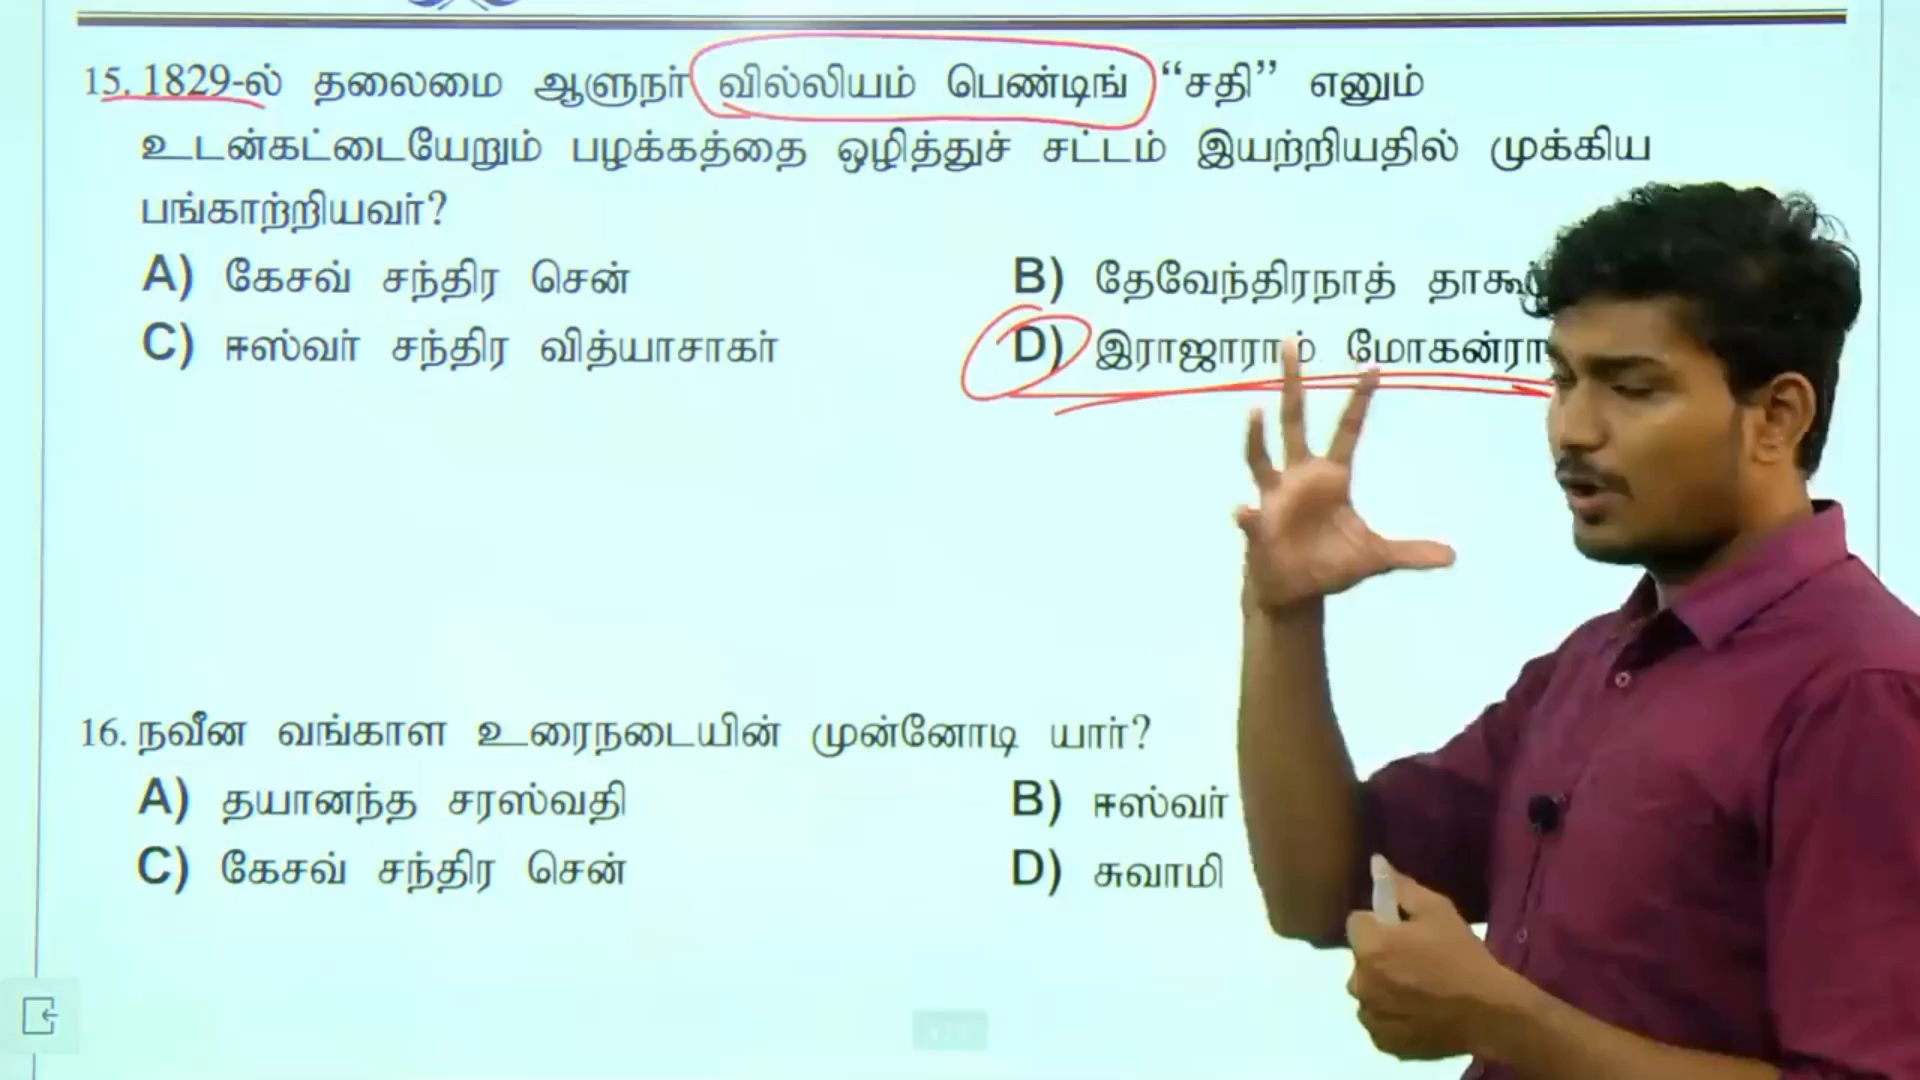 15. 1829-ல் தலைமை ஆளுநர் வில்லியம் பெண்டிங் “சதி” எனும்
உடன்கட்டையேறும் பழக்கத்தை ஒழித்துச் சட்டம் இயற்றியதில் முக்கிய
பங்காற்றியவர்?
A) கேசவ் சந்திர சென்
B) தேவேந்திரநாத்
C) ஈஸ்வர் சந்திர வித்யாசாகர்
D) இராஜாராம்
16. நவீன வங்காள உரைநடையின் முன்னோடி யார்?
A) தயானந்த சரஸ்வதி
B) ஈஸ்வர்
C) கேசவ் சந்திர சென்
D) சுவாமி